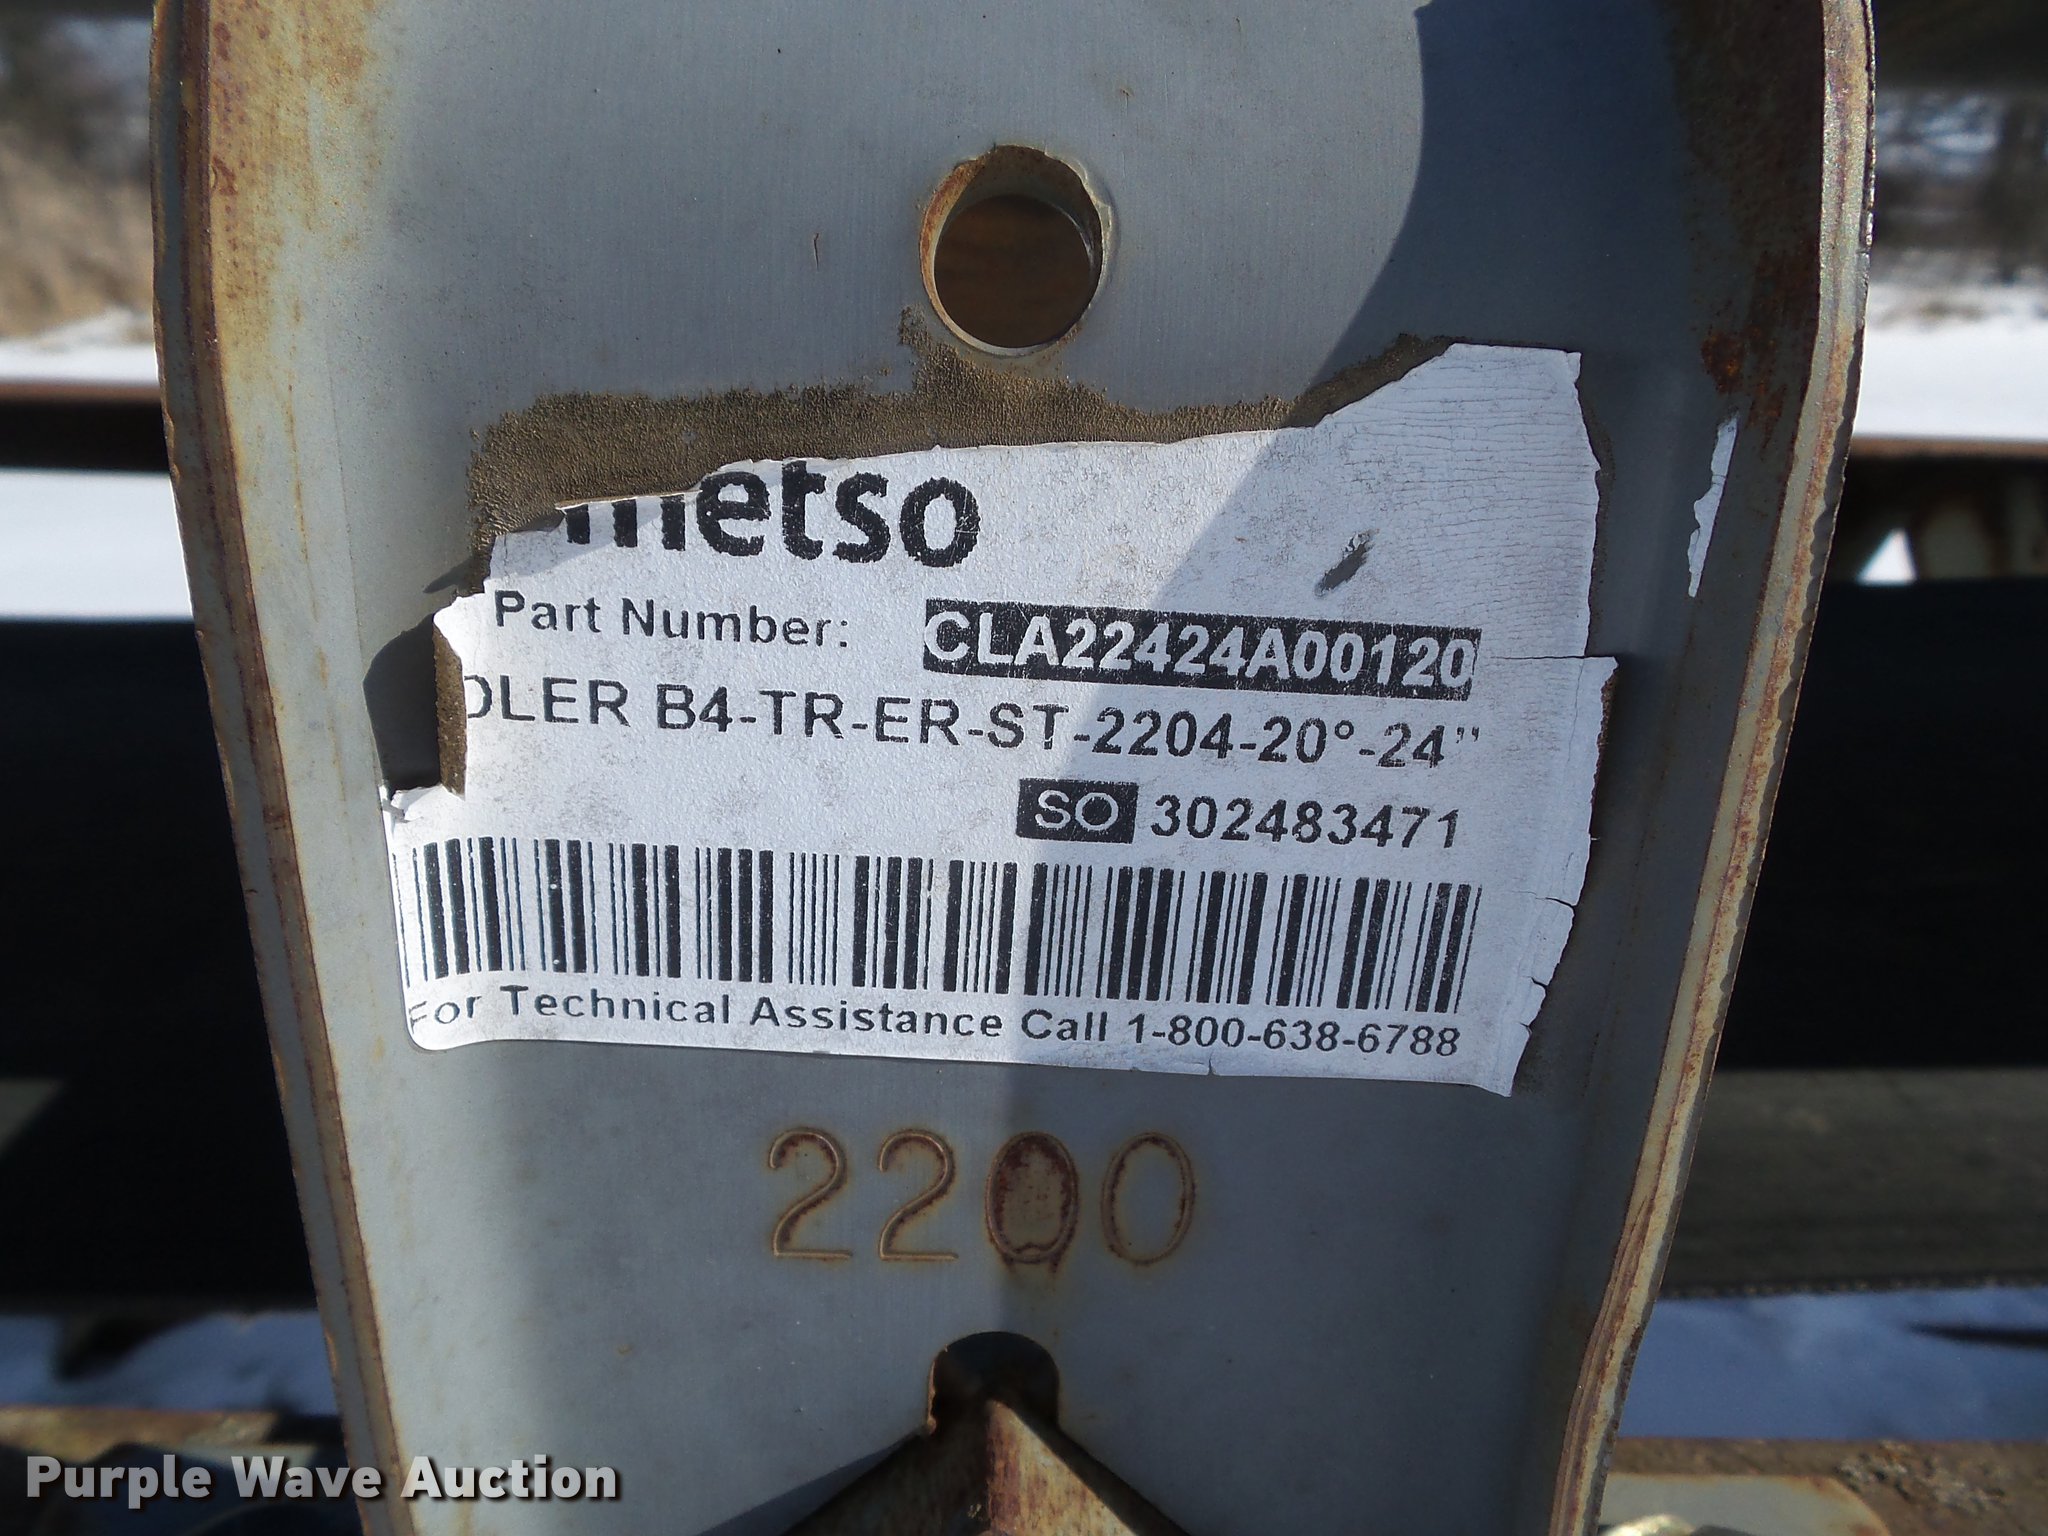 metso
Part Number: CLA22424A00120
DLER B4-TR-ER-ST-2204-20°-24”
SO 302483471
For Technical Assistance Call 1-800-638-6788
2200
Purple Wave Auction